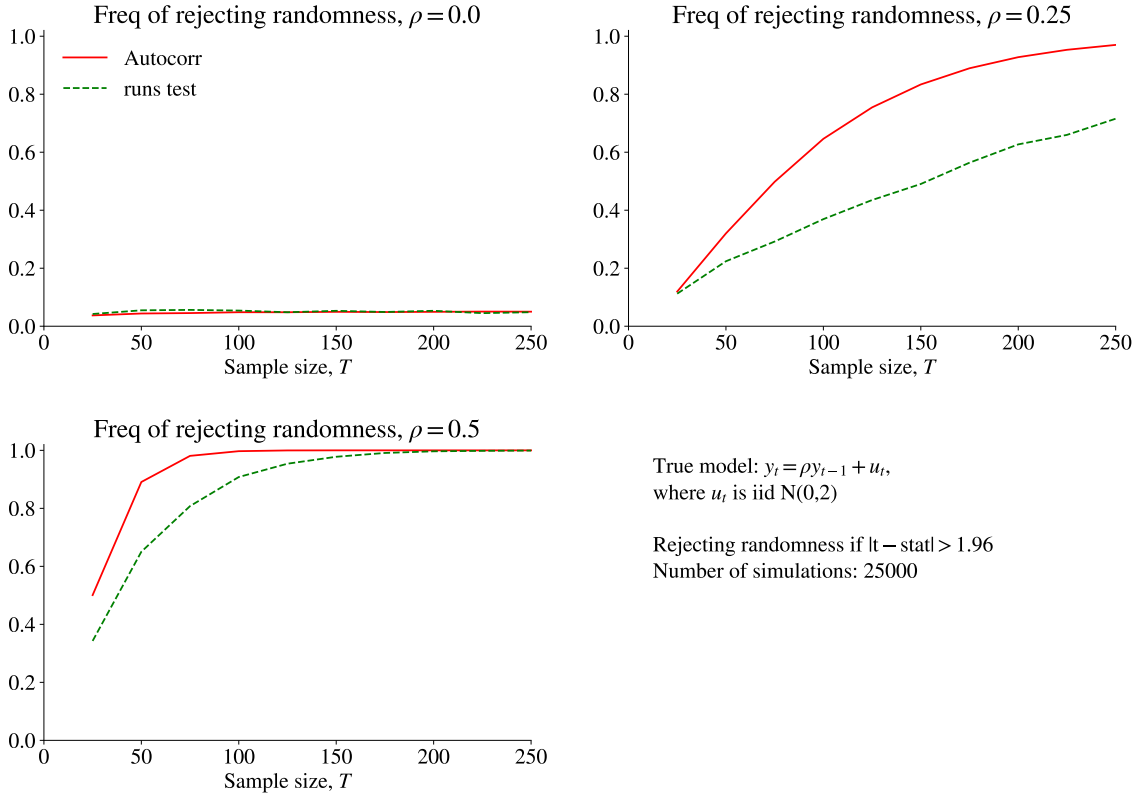 Freq of rejecting randomness, ρ = 0.0
1.0
0.8
0.6
0.4
0.2
0.0
Autocorr
runs test
0 50 100 150 200 250
Sample size, T
Freq of rejecting randomness, ρ = 0.25
1.0
0.8
0.6
0.4
0.2
0.0
0 50 100 150 200 250
Sample size, T
Freq of rejecting randomness, ρ = 0.5
1.0
0.8
0.6
0.4
0.2
0.0
0 50 100 150 200 250
Sample size, T
True model: yₜ = ρyₜ₋₁ + uₜ,
where uₜ is iid N(0,2)
Rejecting randomness if |t − stat| > 1.96
Number of simulations: 25000